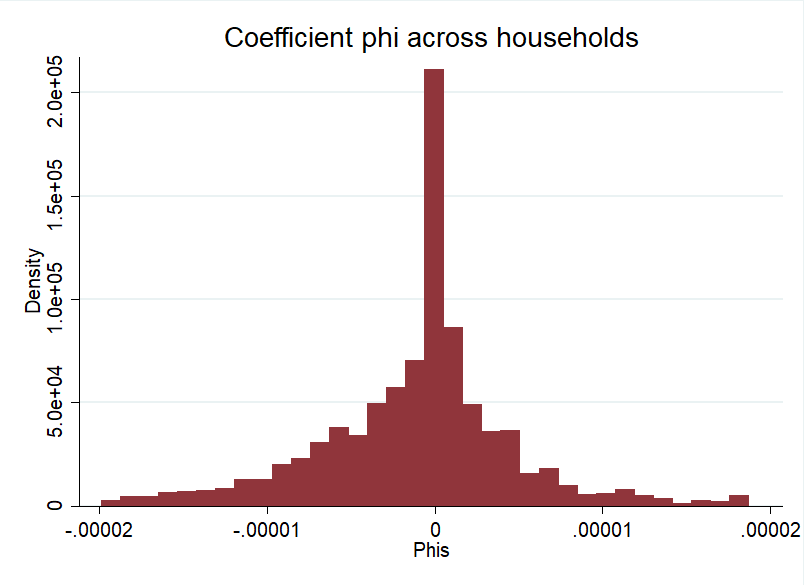 Coefficient phi across households
Density
2.0e+05
1.5e+05
1.0e+05
5.0e+04
0
-.00002 -.00001 0 .00001 .00002
Phis